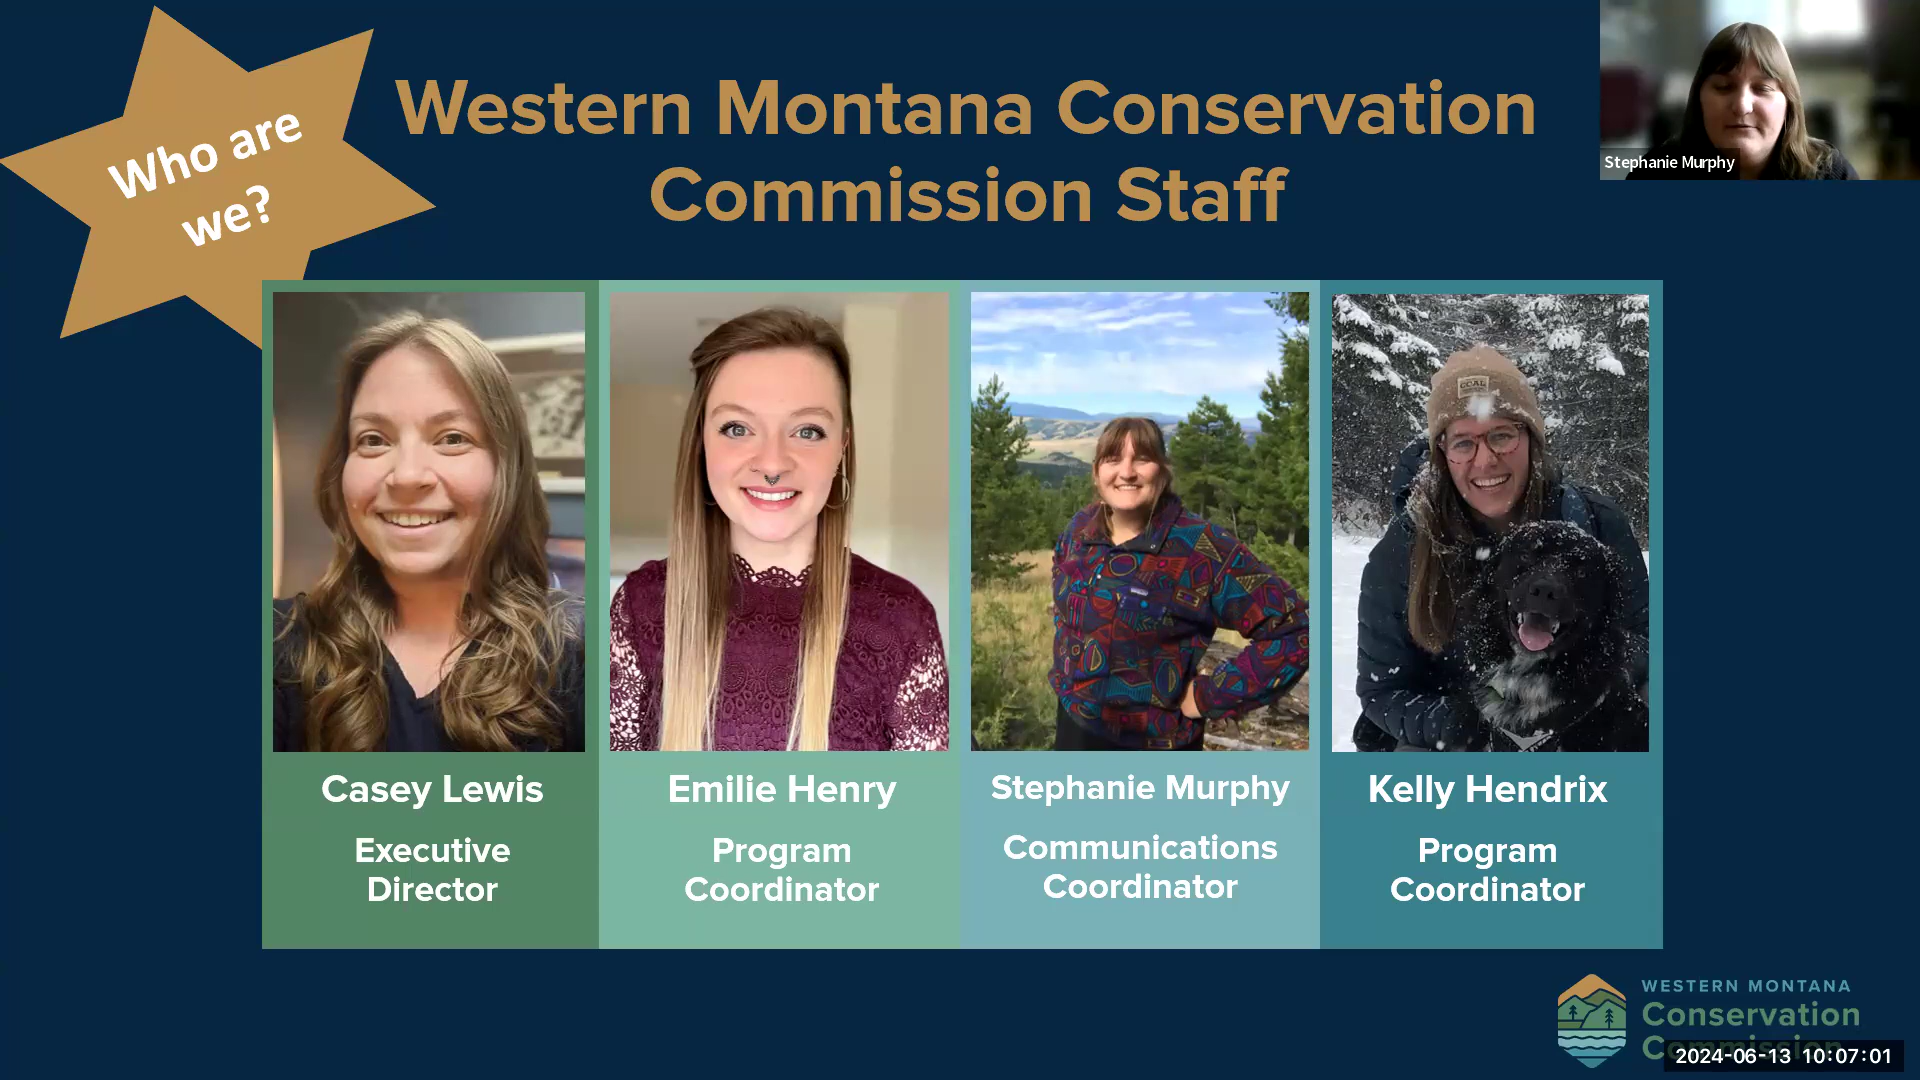 Who are
we?
Western Montana Conservation
Commission Staff
Stephanie Murphy
COAL
Casey Lewis
Executive
Director
Emilie Henry
Program
Coordinator
Stephanie Murphy
Communications
Coordinator
Kelly Hendrix
Program
Coordinator
WESTERN MONTANA
Conservation
Commission
2024-06-13 10:07:01